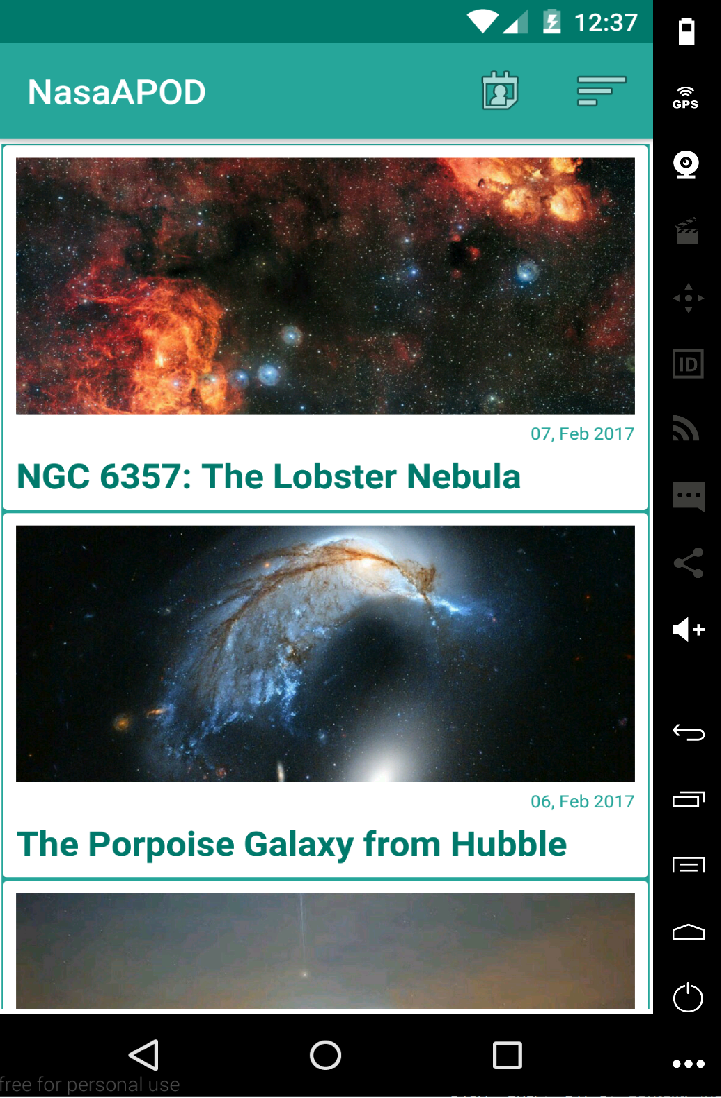 12:37
NasaAPOD
GPS
ID
07, Feb 2017
NGC 6357: The Lobster Nebula
06, Feb 2017
The Porpoise Galaxy from Hubble
free for personal use